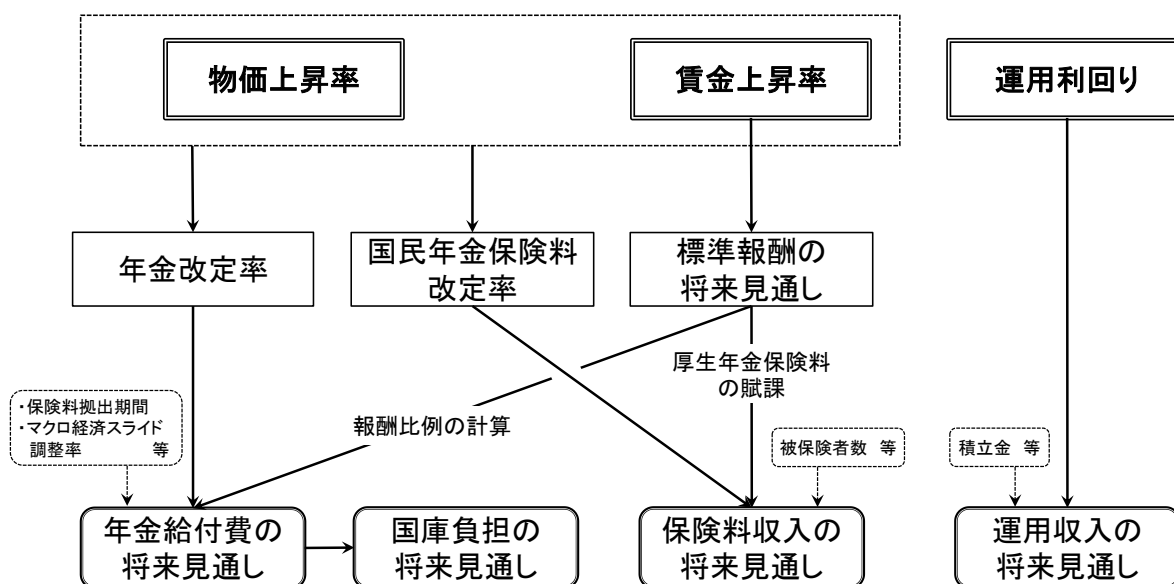 物価上昇率
賃金上昇率
運用利回り
年金改定率
国民年金保険料
改定率
標準報酬の
将来見通し
厚生年金保険料
の賦課
・保険料拠出期間
・マクロ経済スライド
調整率 等
報酬比例の計算
被保険者数 等
積立金 等
年金給付費の
将来見通し
国庫負担の
将来見通し
保険料収入の
将来見通し
運用収入の
将来見通し